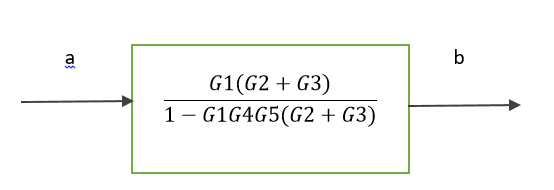 a
b
G1(G2 + G3)
1 − G1G4G5(G2 + G3)